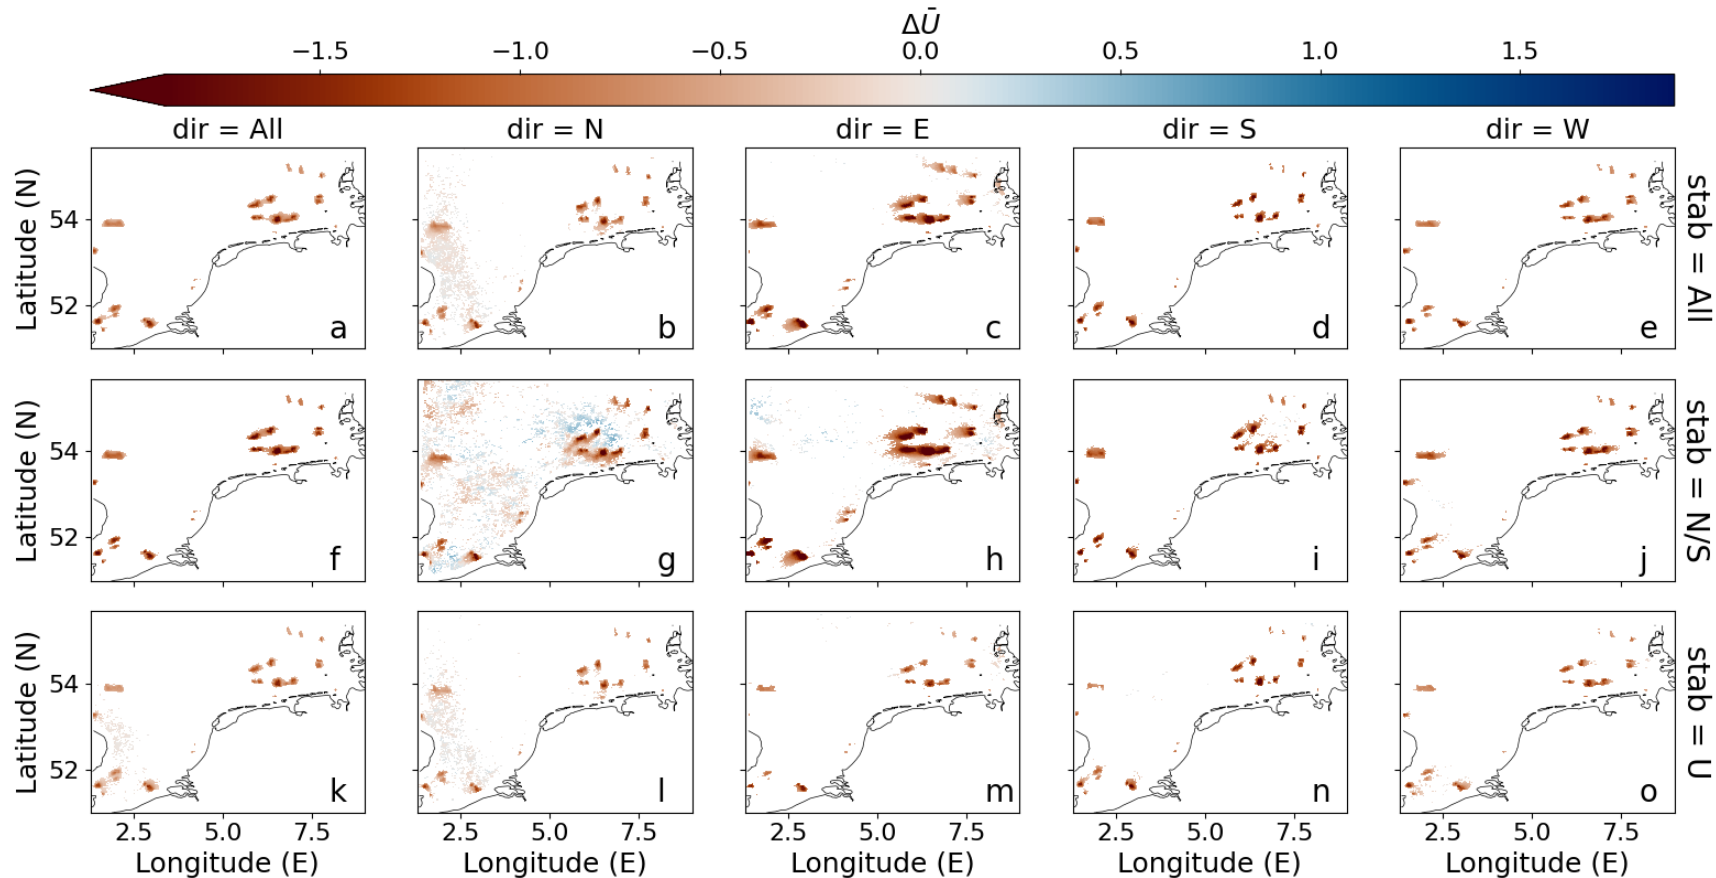 ΔŪ
−1.5 −1.0 −0.5 0.0 0.5 1.0 1.5
dir = All dir = N dir = E dir = S dir = W
Latitude (N) 54 52 a b c d e stab = All
Latitude (N) 54 52 f g h i j stab = N/S
Latitude (N) 54 52 k l m n o stab = U
2.5 5.0 7.5 2.5 5.0 7.5 2.5 5.0 7.5 2.5 5.0 7.5 2.5 5.0 7.5
Longitude (E) Longitude (E) Longitude (E) Longitude (E) Longitude (E)